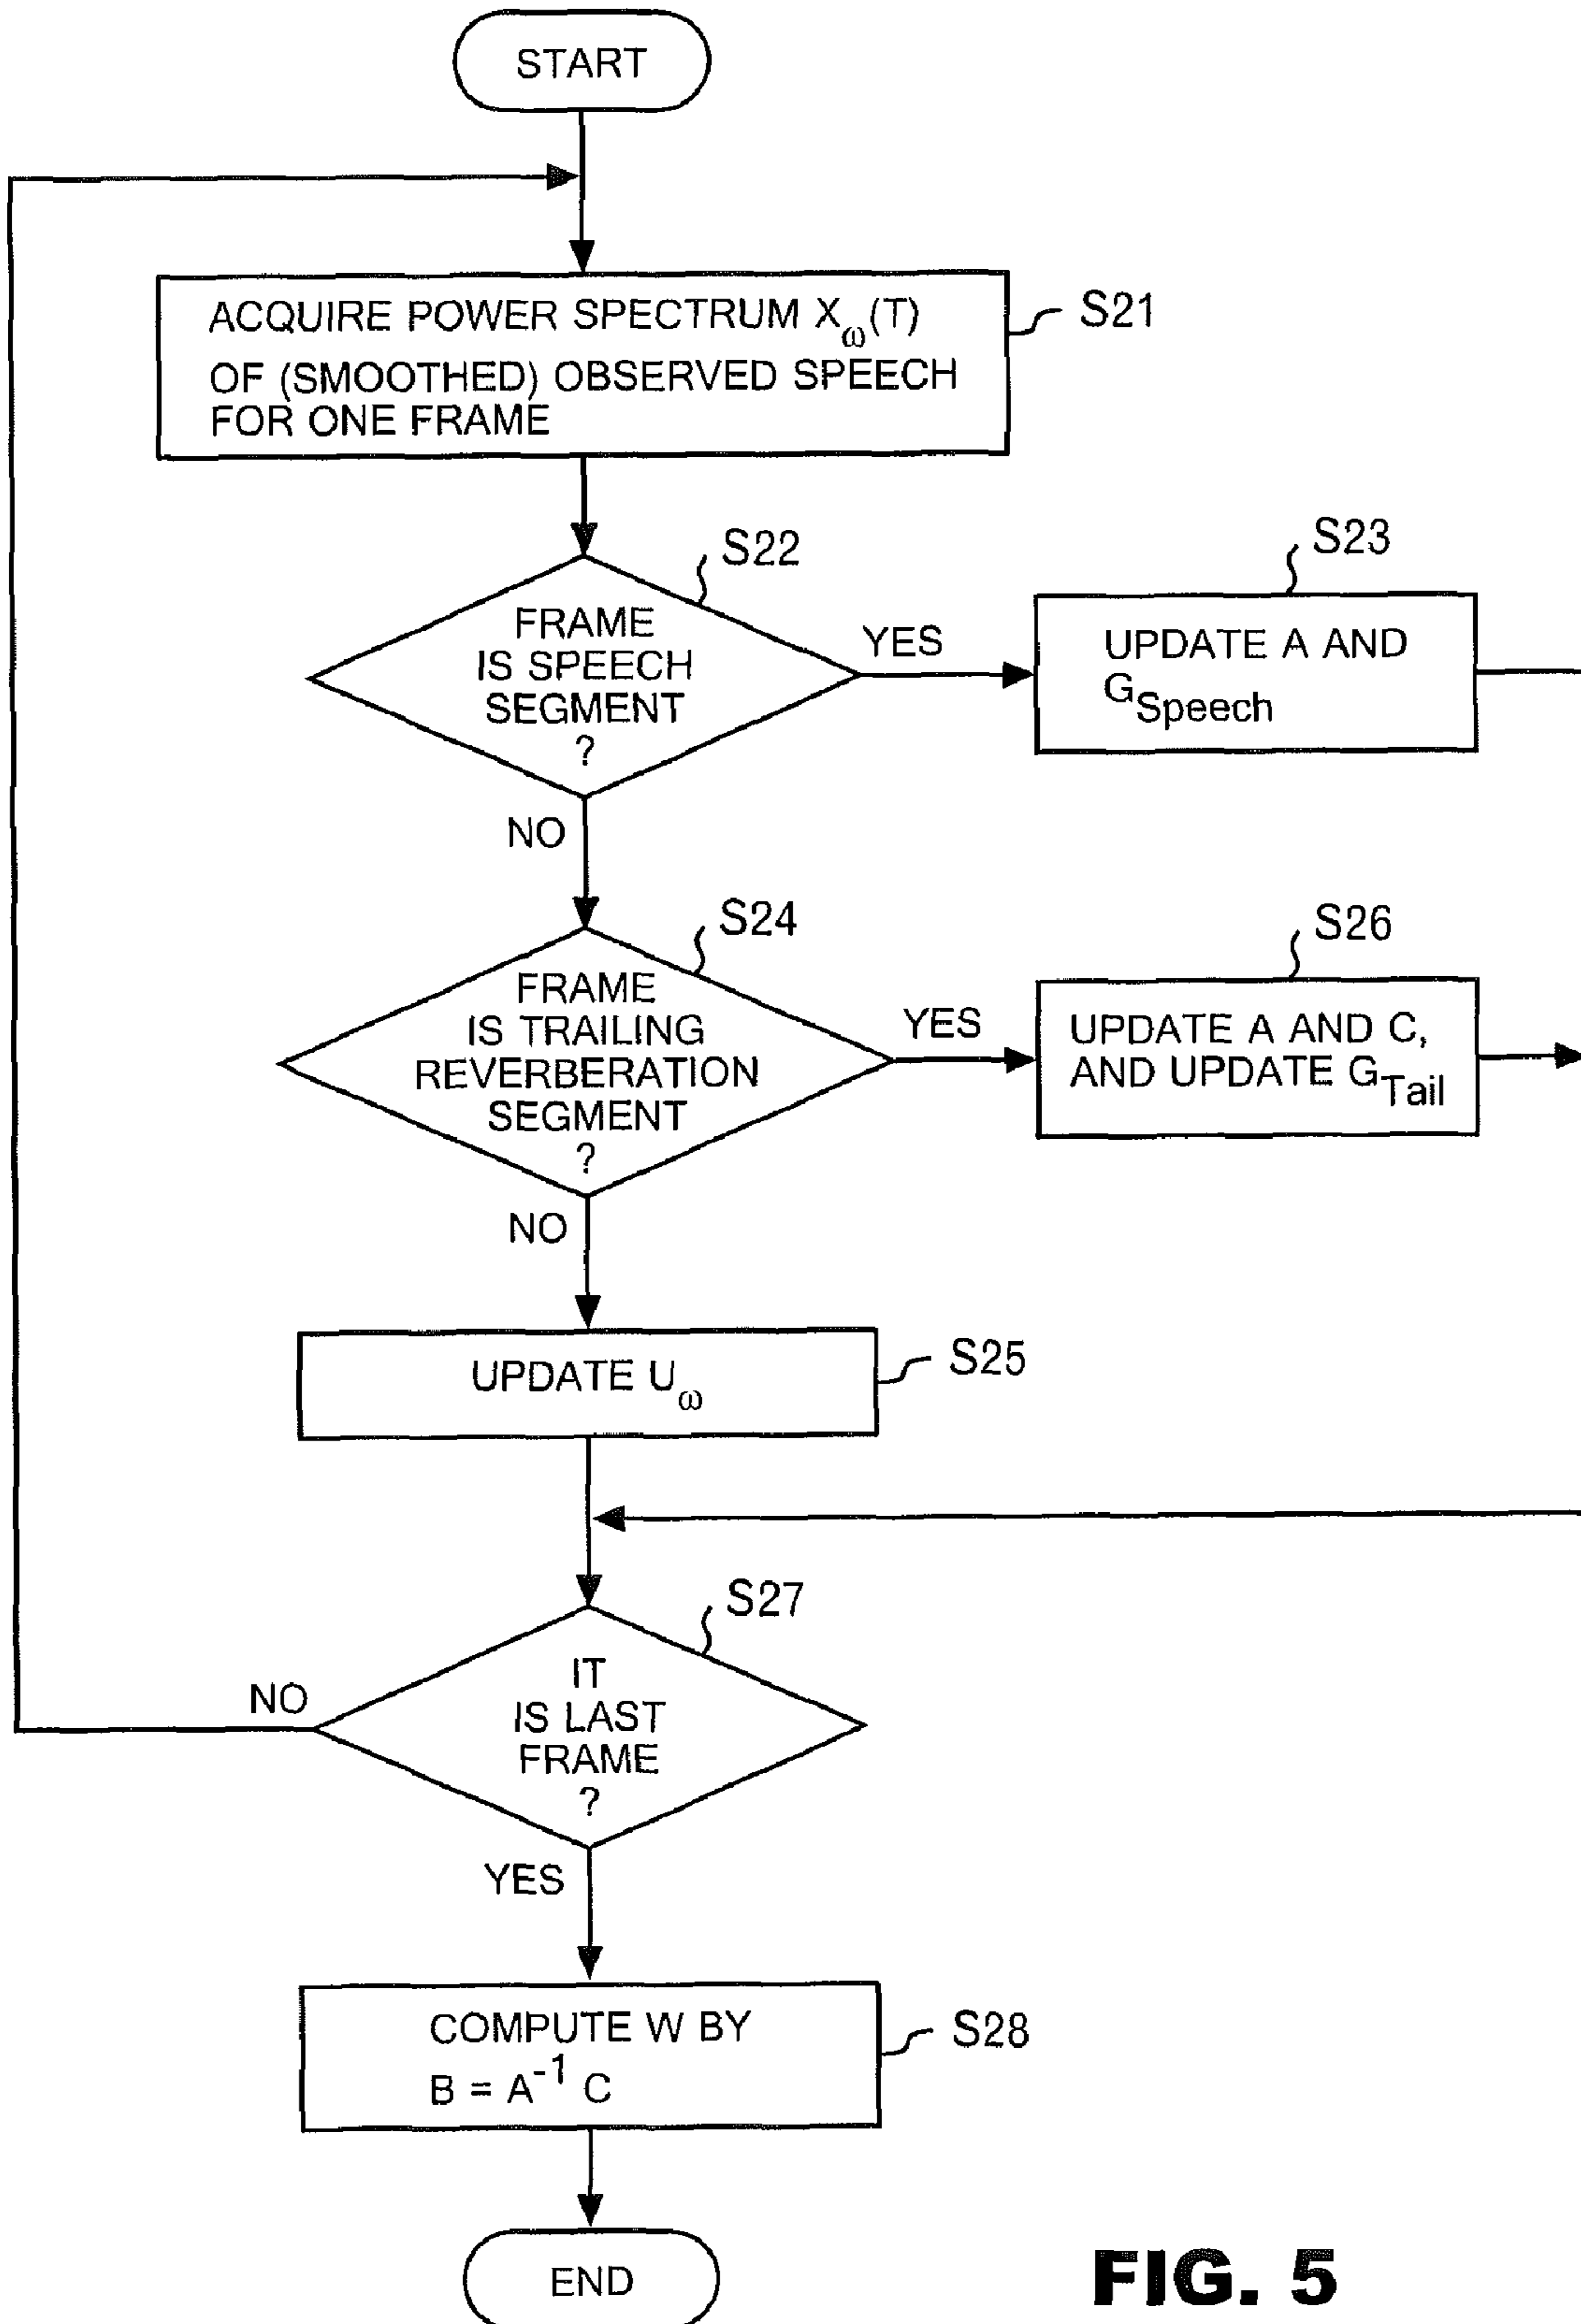 START
ACQUIRE POWER SPECTRUM Xω(T)
OF (SMOOTHED) OBSERVED SPEECH
FOR ONE FRAME
S21
S22
FRAME
IS SPEECH
SEGMENT
?
YES
NO
S23
UPDATE A AND
GSpeech
S24
FRAME
IS TRAILING
REVERBERATION
SEGMENT
?
YES
NO
S26
UPDATE A AND C,
AND UPDATE GTail
UPDATE Uω
S25
S27
IT
IS LAST
FRAME
?
NO
YES
COMPUTE W BY
B = A⁻¹ C
S28
END
FIG. 5